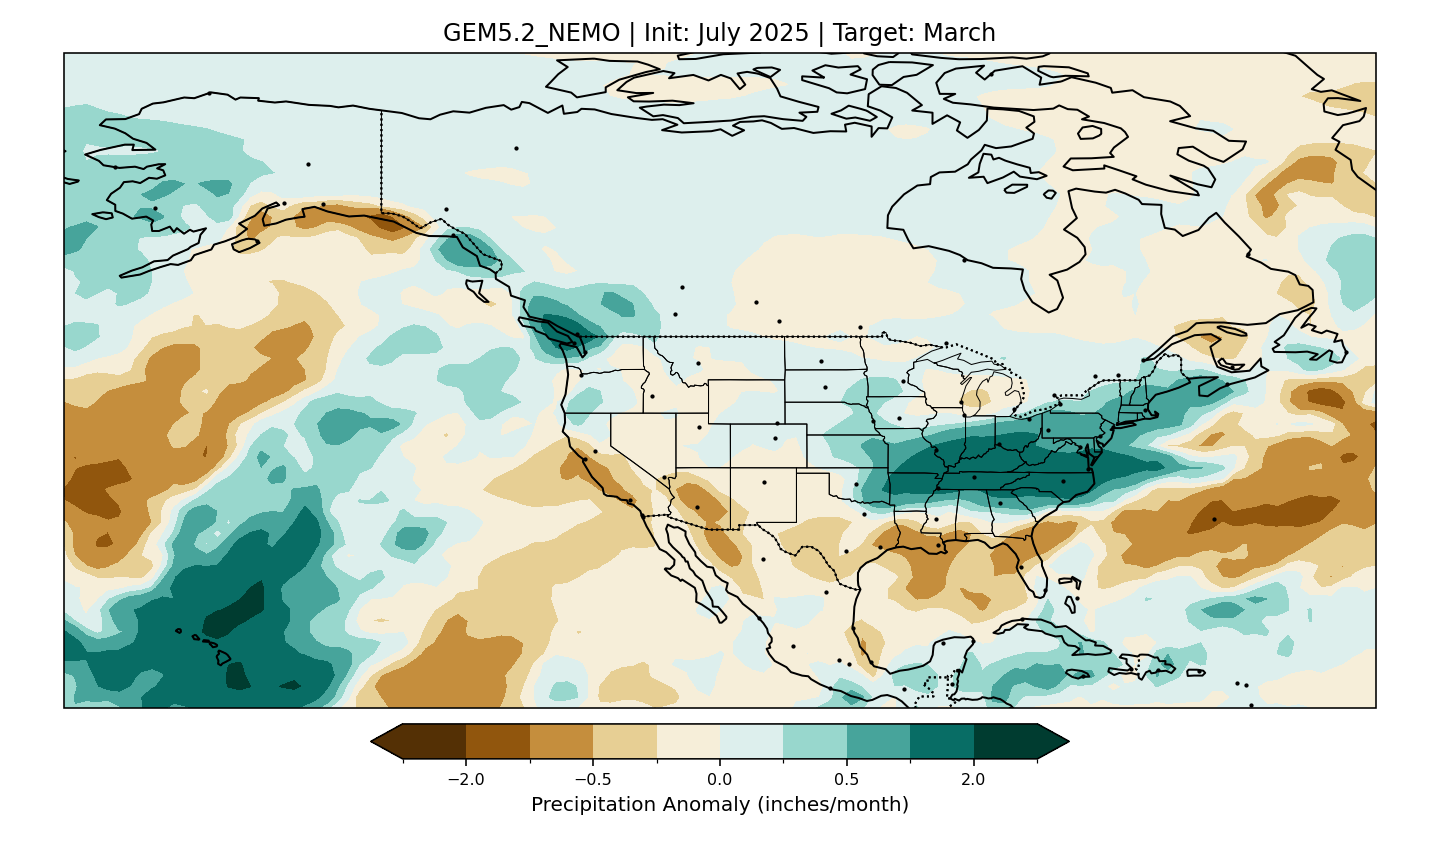 GEM5.2_NEMO | Init: July 2025 | Target: March
−2.0 −0.5 0.0 0.5 2.0
Precipitation Anomaly (inches/month)